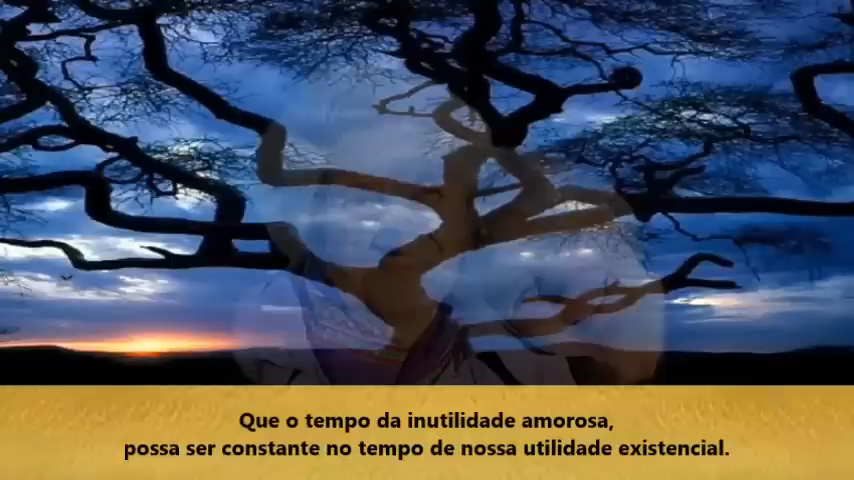 Que o tempo da inutilidade amorosa,
possa ser constante no tempo de nossa utilidade existencial.